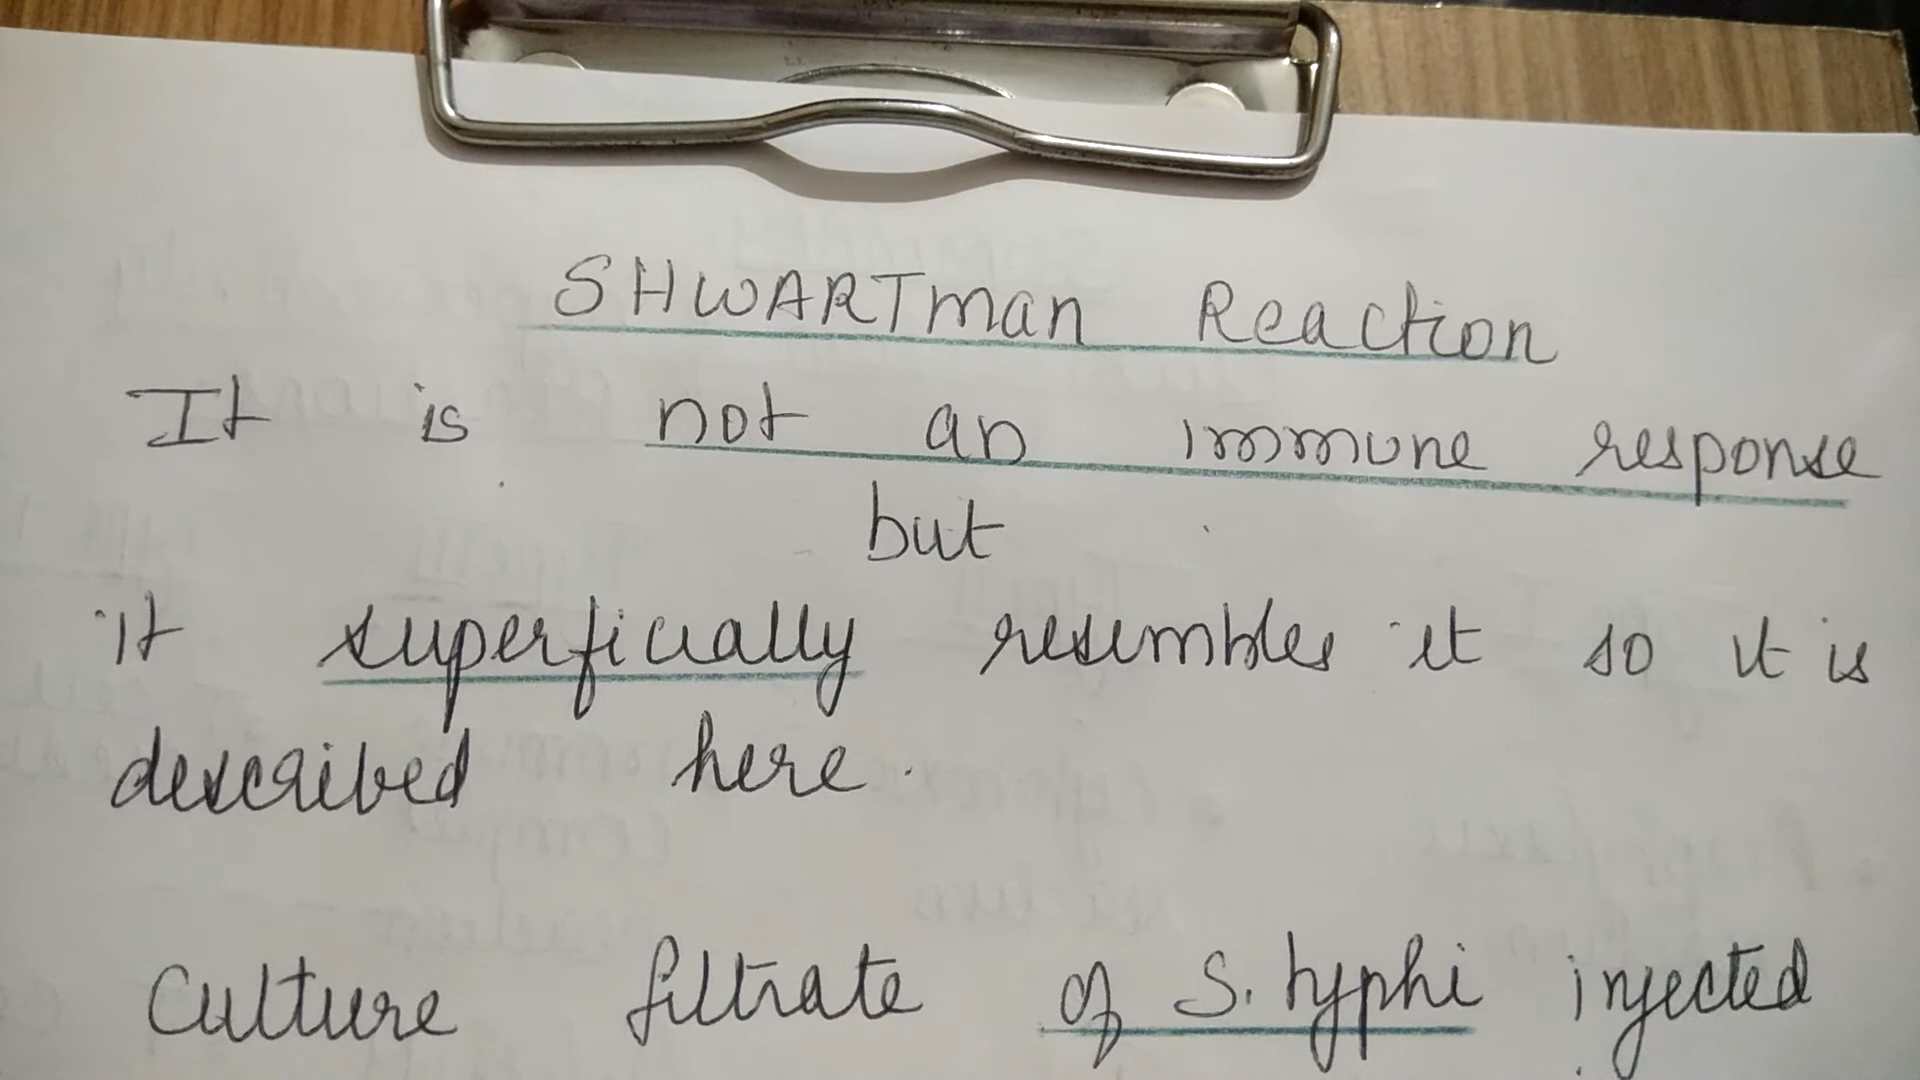 SHWARTman Reaction
It is not an immune response
but
it superficially resembles it so it is
described here.
Culture filtrate of S. typhi injected